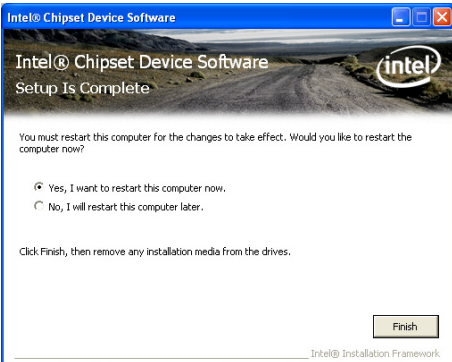 Intel® Chipset Device Software
Intel® Chipset Device Software
intel
Setup Is Complete
You must restart this computer for the changes to take effect. Would you like to restart the
computer now?
Yes, I want to restart this computer now.
No, I will restart this computer later.
Click Finish, then remove any installation media from the drives.
Finish
Intel® Installation Framework